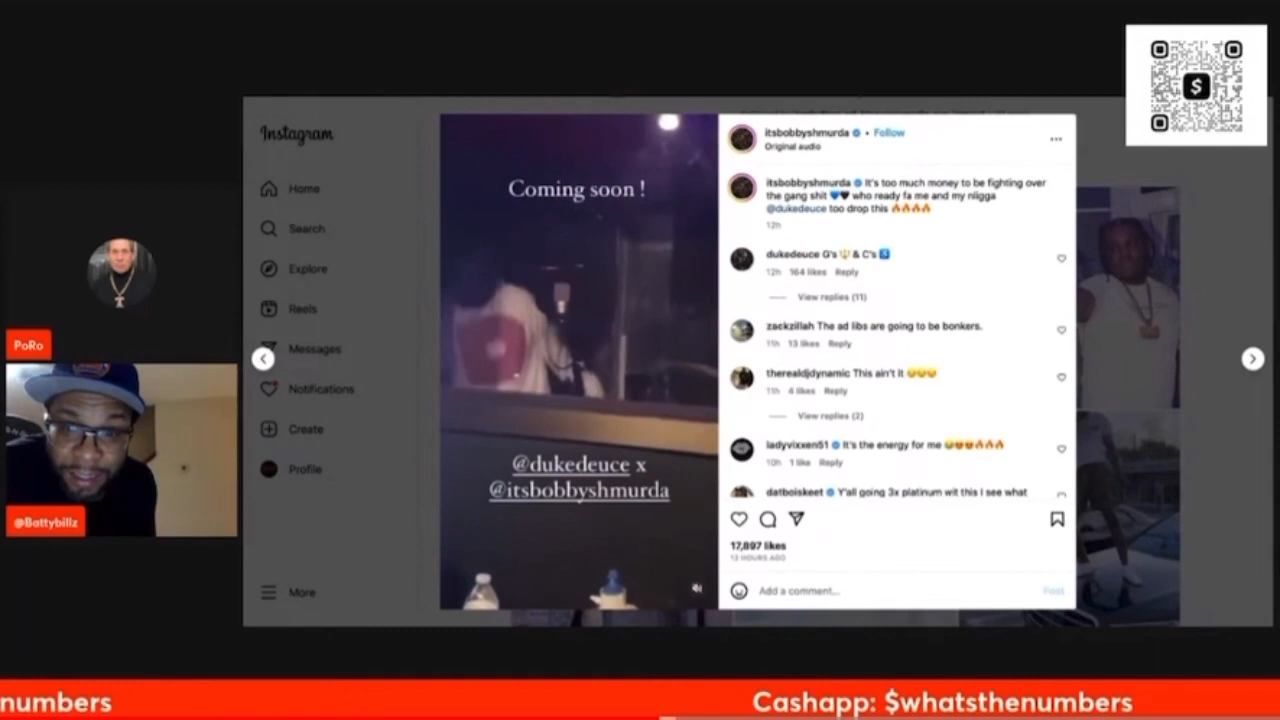 Instagram
Home
Search
Explore
Reels
Messages
Notifications
Create
Profile
More
PoRo
@Battybillz
Coming soon !
@dukedeuce x
@itsbobbyshmurda
itsbobbyshmurda • Follow
Original audio
itsbobbyshmurda It's too much money to be fighting over
the gang shit 💙🖤 who ready fa me and my nligga
@dukedeuce too drop this 🔥🔥🔥🔥
12h
dukedeuce G's 🔱 & C's ♿
12h 164 likes Reply
View replies (11)
zackzillah The ad libs are going to be bonkers.
11h 13 likes Reply
therealdjdynamic This ain't it 😒😒😒
11h 4 likes Reply
View replies (2)
ladyvixxen51 It's the energy for me 😂😍😍🔥🔥🔥
10h 1 like Reply
datboiskeet Y'all going 3x platinum wit this I see what
17,897 likes
13 HOURS AGO
Add a comment...
Post
$
numbers
Cashapp: $whatsthenumbers